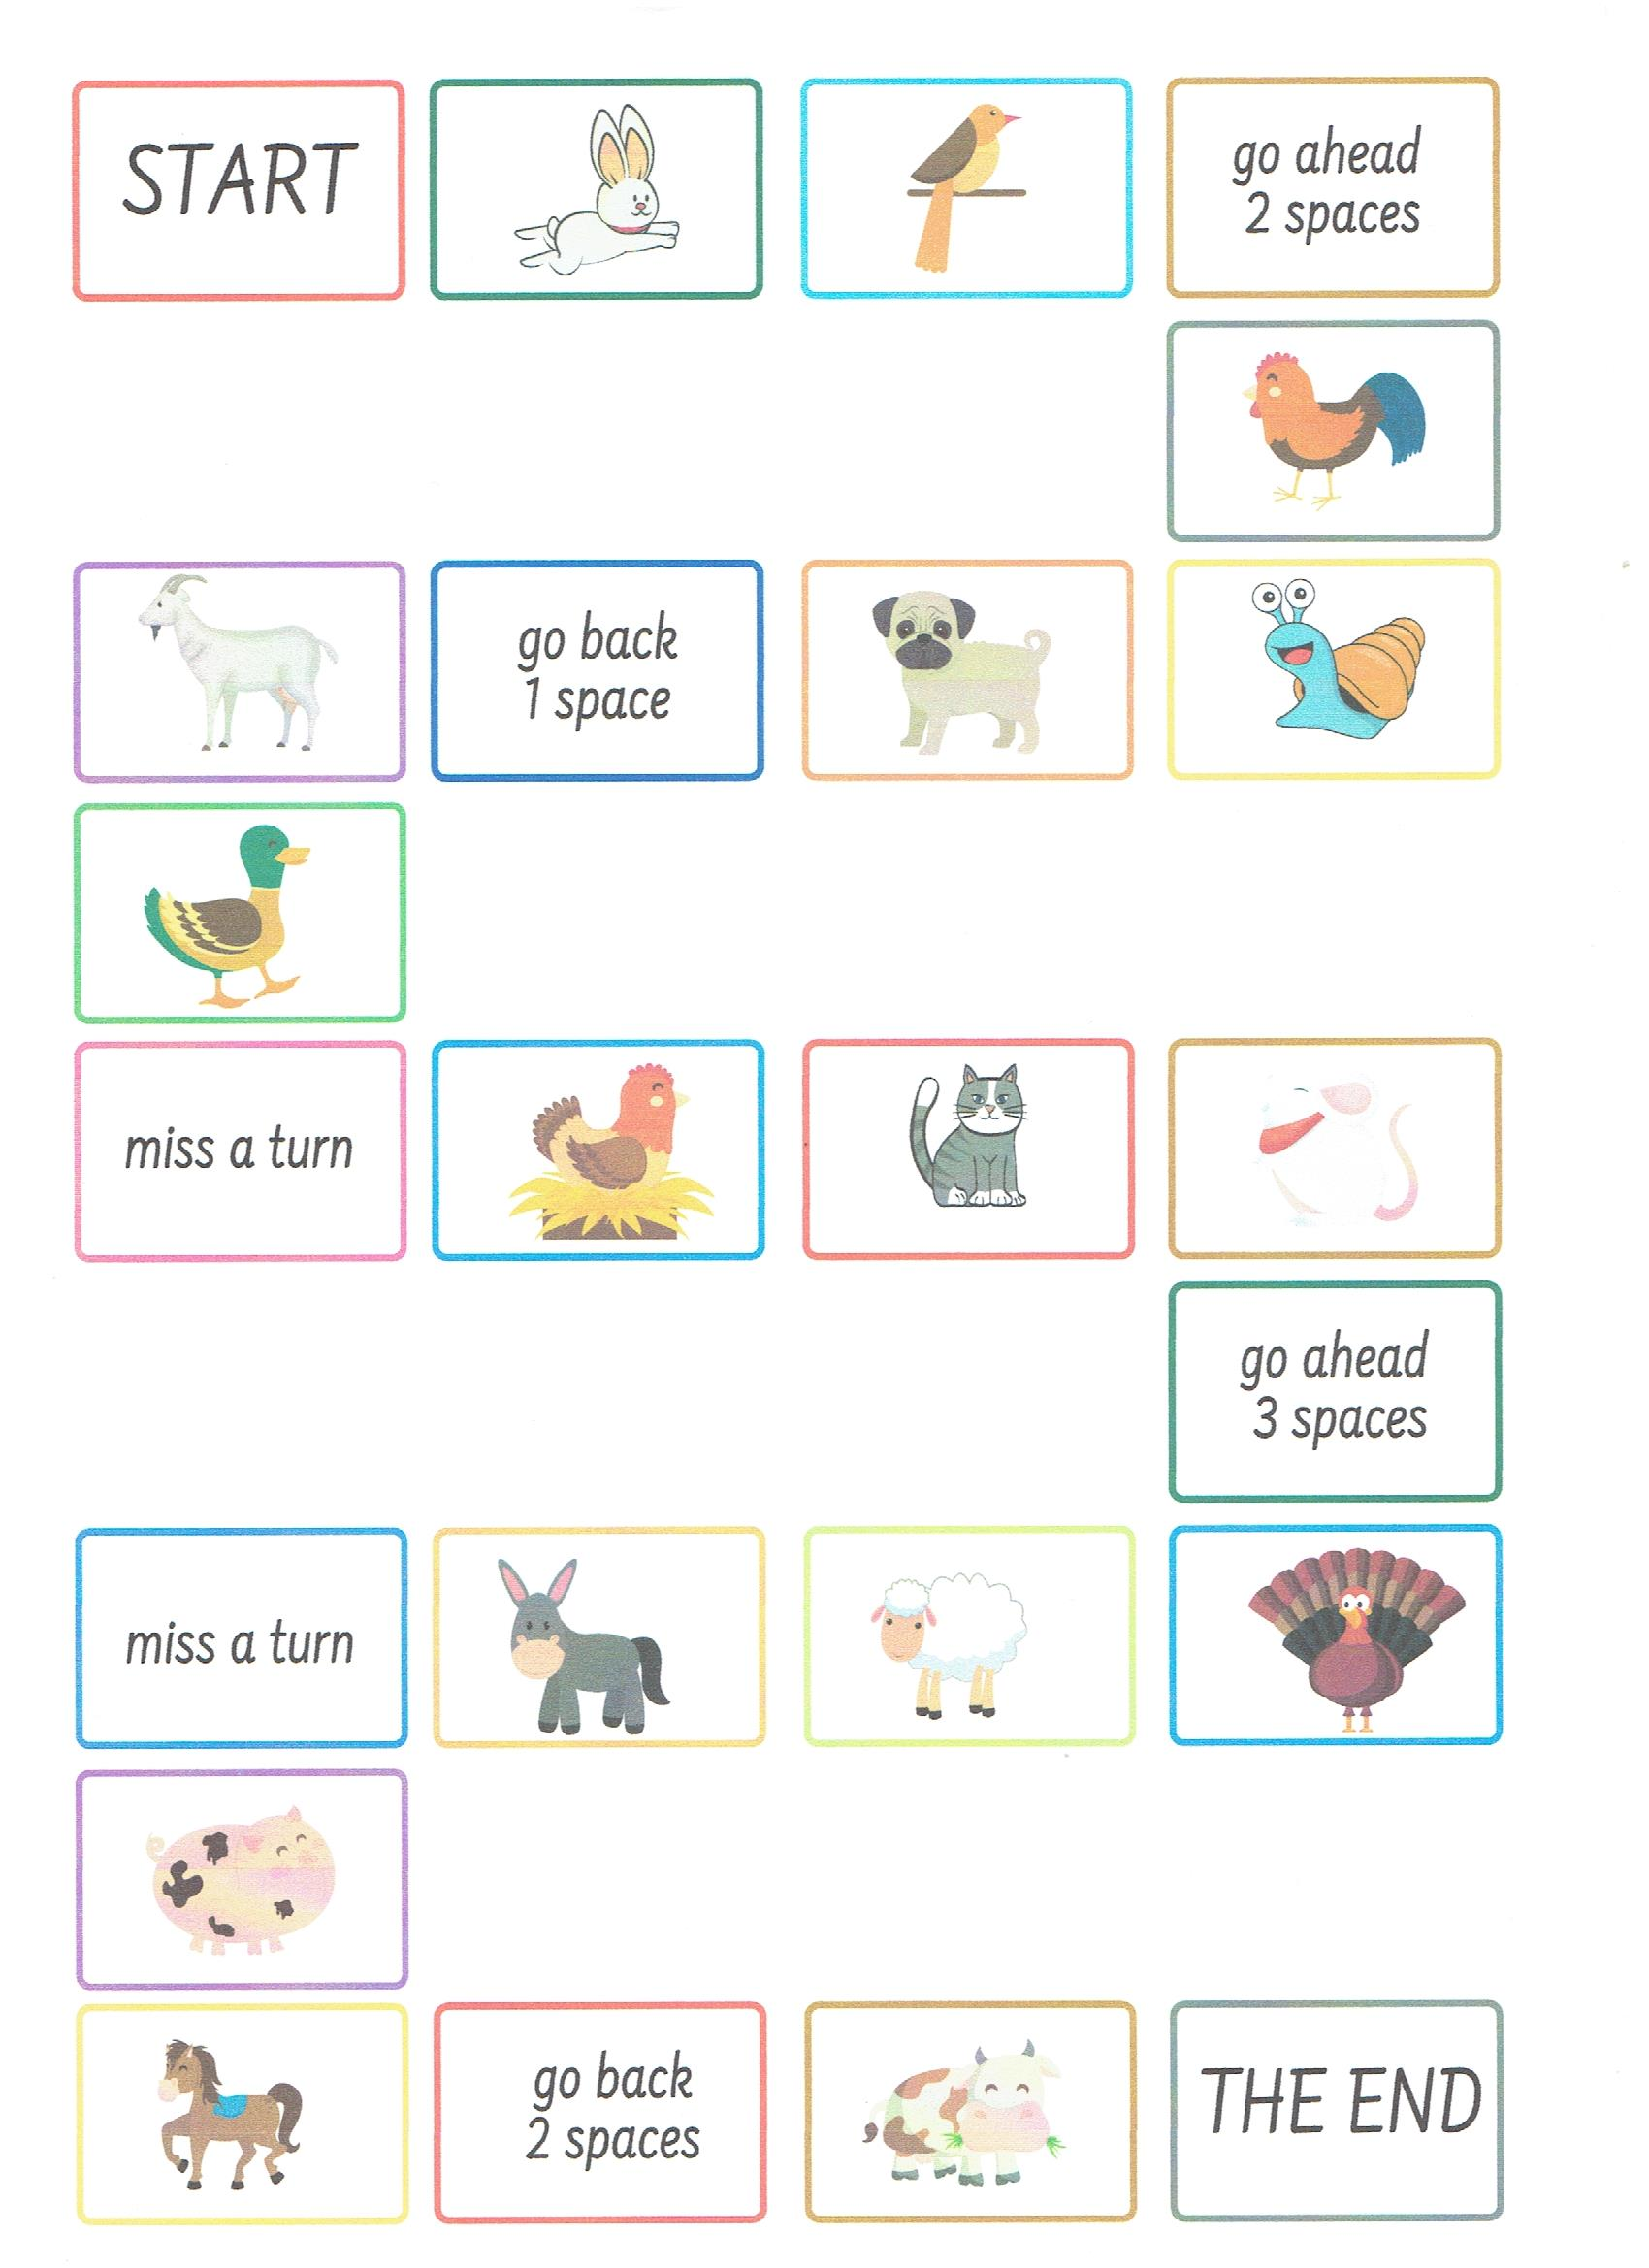 START
go ahead
2 spaces
go back
1 space
miss a turn
go ahead
3 spaces
miss a turn
go back
2 spaces
THE END